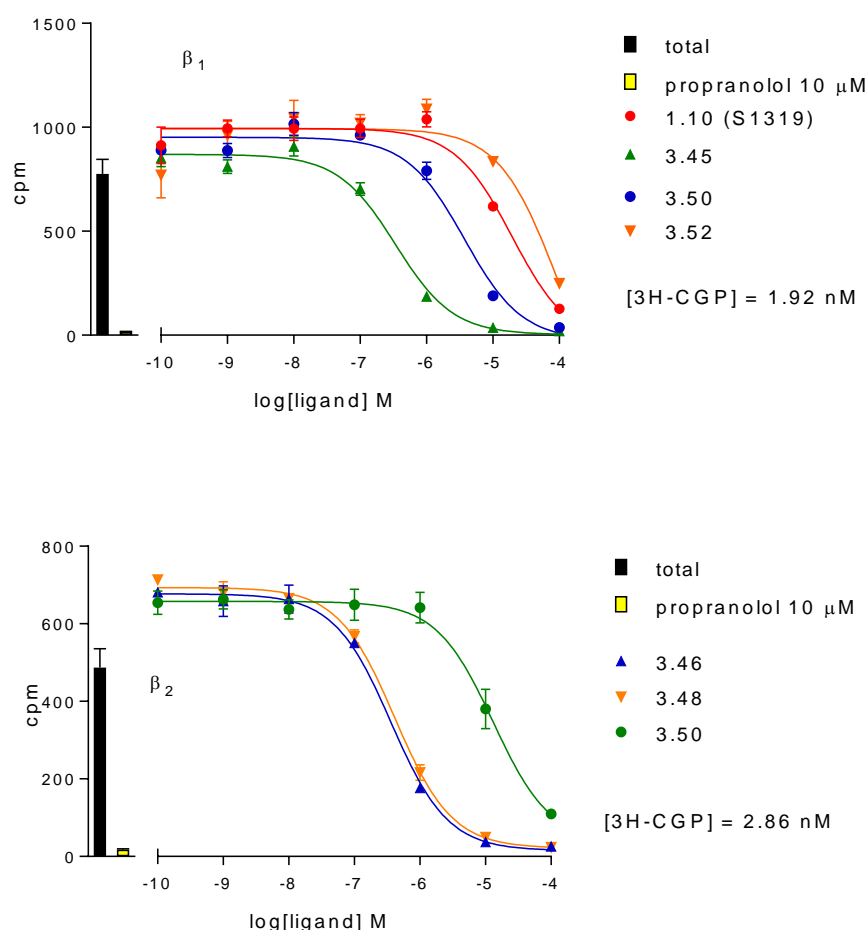 1500
1000
500
0
cpm
β1
-10 -9 -8 -7 -6 -5 -4
log[ligand] M
total
propranolol 10 μM
1.10 (S1319)
3.45
3.50
3.52
[3H-CGP] = 1.92 nM
800
600
400
200
0
cpm
β2
-10 -9 -8 -7 -6 -5 -4
log[ligand] M
total
propranolol 10 μM
3.46
3.48
3.50
[3H-CGP] = 2.86 nM